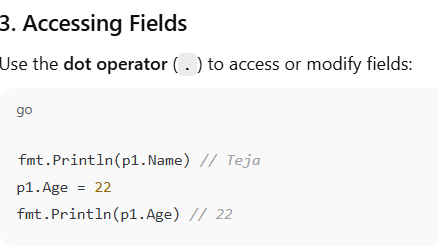 3. Accessing Fields
Use the dot operator (.) to access or modify fields:
go
fmt.Println(p1.Name) // Teja
p1.Age = 22
fmt.Println(p1.Age) // 22